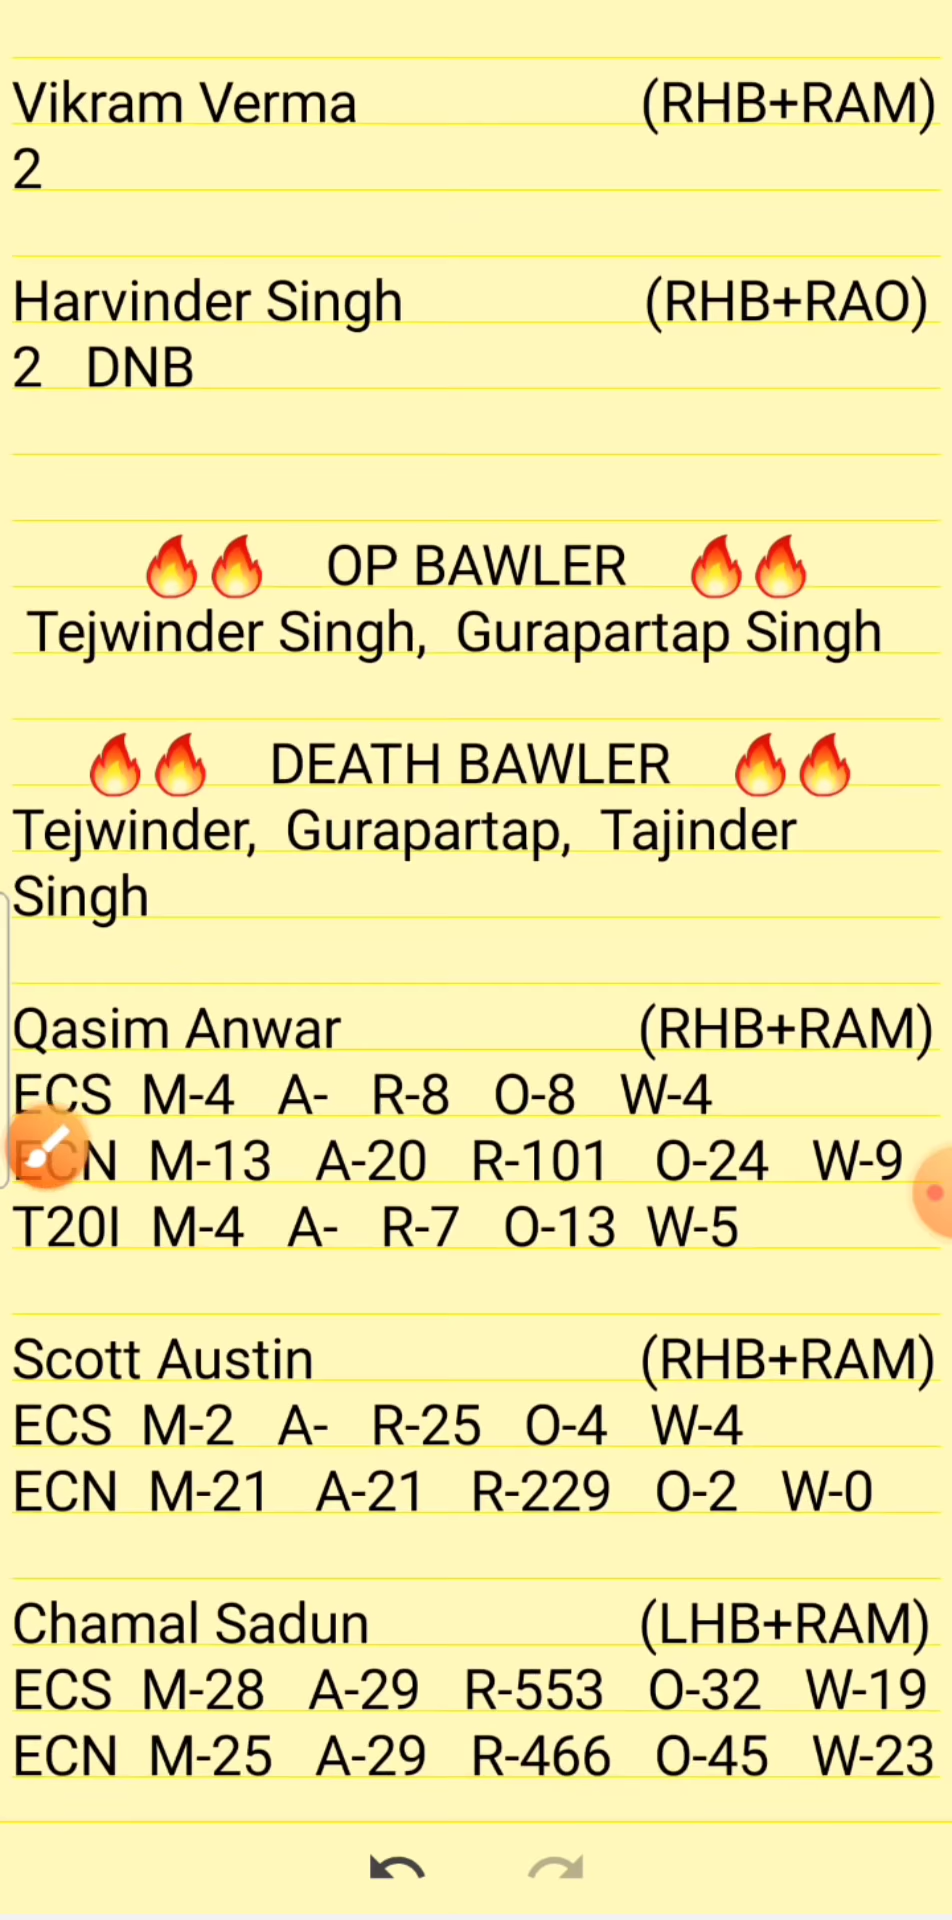 Vikram Verma (RHB+RAM)
2
Harvinder Singh (RHB+RAO)
2 DNB
🔥🔥 OP BAWLER 🔥🔥
Tejwinder Singh, Gurapartap Singh
🔥🔥 DEATH BAWLER 🔥🔥
Tejwinder, Gurapartap, Tajinder
Singh
Qasim Anwar (RHB+RAM)
ECS M-4 A- R-8 O-8 W-4
ECN M-13 A-20 R-101 O-24 W-9
T20I M-4 A- R-7 O-13 W-5
Scott Austin (RHB+RAM)
ECS M-2 A- R-25 O-4 W-4
ECN M-21 A-21 R-229 O-2 W-0
Chamal Sadun (LHB+RAM)
ECS M-28 A-29 R-553 O-32 W-19
ECN M-25 A-29 R-466 O-45 W-23